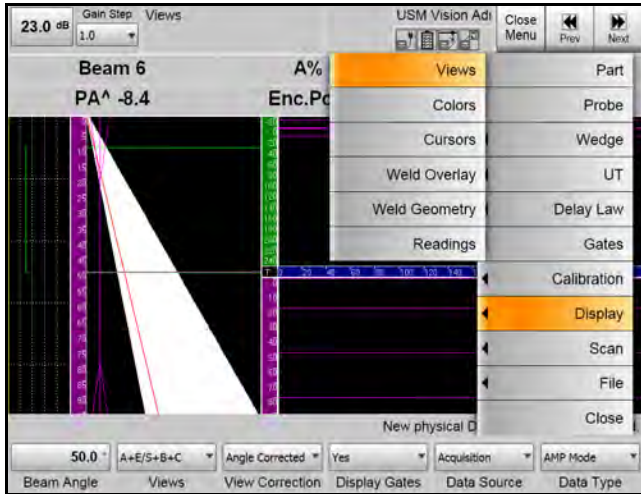 23.0 dB
Gain Step
1.0
Views
USM Vision Adv
Close Menu
Prev
Next
Beam 6
A%
PA^ -8.4
Enc.Po
Views
Colors
Cursors
Weld Overlay
Weld Geometry
Readings
Part
Probe
Wedge
UT
Delay Law
Gates
Calibration
Display
Scan
File
Close
New physical D
50.0 °
A+E/S+B+C
Angle Corrected
Yes
Acquisition
AMP Mode
Beam Angle
Views
View Correction
Display Gates
Data Source
Data Type